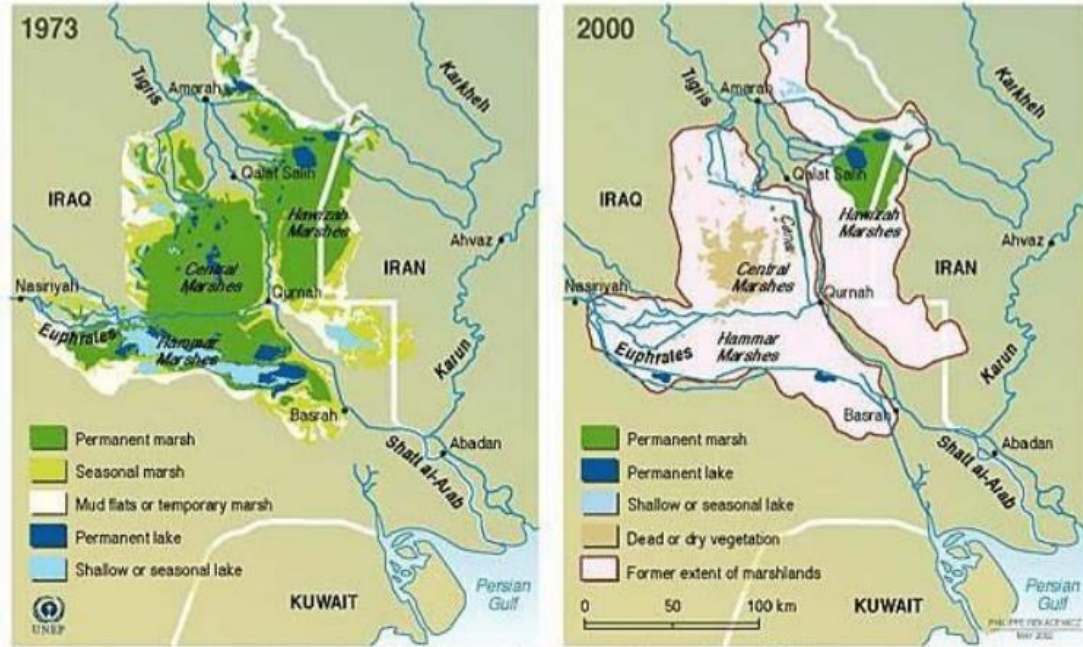 1973
Tigris
Karkheh
Amarah
Qalat Salih
IRAQ
Hawizah
Marshes
Ahvaz
Central
Marshes
IRAN
Nasiriyah
Qurnah
Euphrates
Hammar
Marshes
Karun
Basrah
Abadan
Shatt al-Arab
Permanent marsh
Seasonal marsh
Mud flats or temporary marsh
Permanent lake
Shallow or seasonal lake
UNEP
KUWAIT
Persian
Gulf
2000
Tigris
Karkheh
Amarah
Qalat Salih
IRAQ
Hawizah
Marshes
Canal
Ahvaz
Central
Marshes
IRAN
Nasiriyah
Qurnah
Euphrates
Hammar
Marshes
Karun
Basrah
Abadan
Shatt al-Arab
Permanent marsh
Permanent lake
Shallow or seasonal lake
Dead or dry vegetation
Former extent of marshlands
0 50 100 km
KUWAIT
Persian
Gulf
PHILIPPE REKACEWICZ
MAY 2002